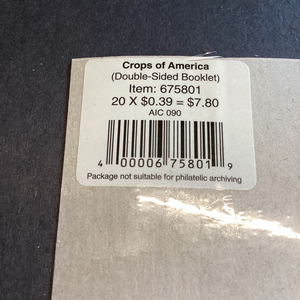 Crops of America
(Double-Sided Booklet)
Item: 675801
20 X $0.39 = $7.80
AIC 090
4 00006 75801 9
Package not suitable for philatelic archiving